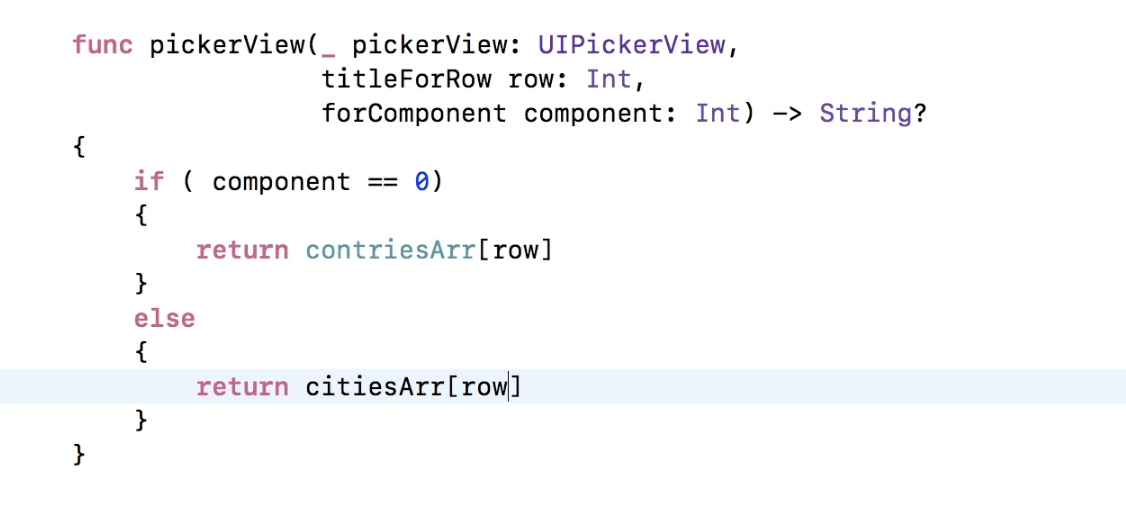 func pickerView(_ pickerView: UIPickerView,
titleForRow row: Int,
forComponent component: Int) -> String?
{
if ( component == 0)
{
return contriesArr[row]
}
else
{
return citiesArr[row]
}
}